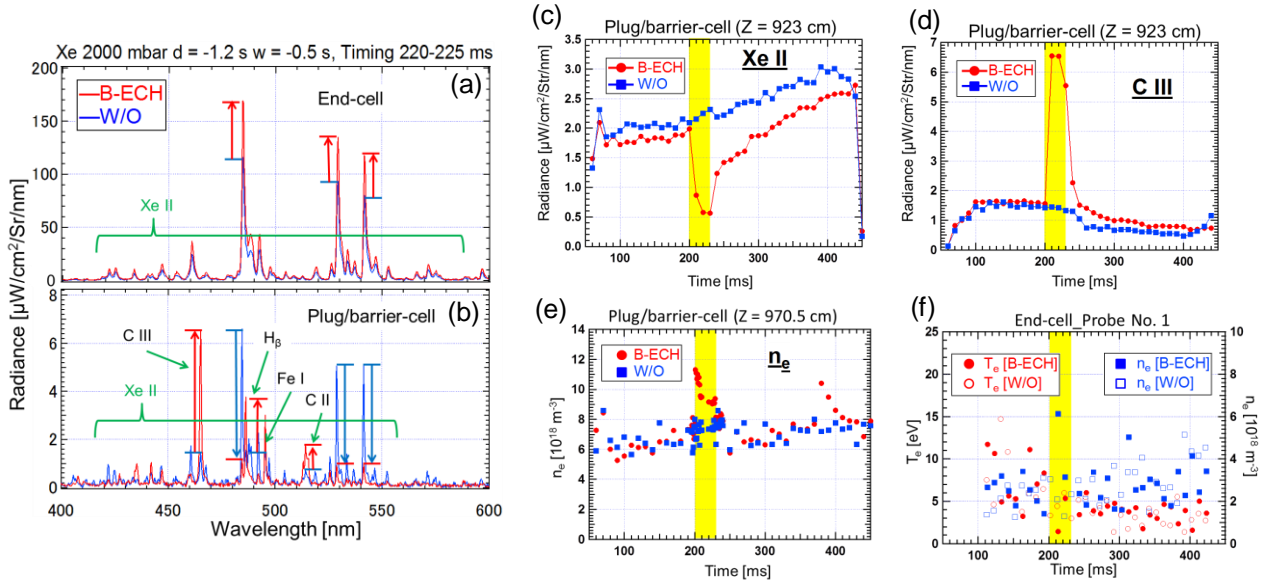 Xe 2000 mbar d = -1.2 s w = -0.5 s, Timing 220-225 ms
Radiance [µW/cm²/Str/nm]
200
150
100
50
0
(a)
B-ECH
W/O
End-cell
Xe II
400
450
500
550
600
8
6
4
2
0
(b)
Plug/barrier-cell
C III
Hβ
Fe I
C II
Xe II
400
450
500
550
600
Wavelength [nm]
(c)
Plug/barrier-cell (Z = 923 cm)
Xe II
B-ECH
W/O
Radiance [µW/cm²/Str/nm]
3.5
3.0
2.5
2.0
1.5
1.0
0.5
0.0
100
200
300
400
Time [ms]
(d)
Plug/barrier-cell (Z = 923 cm)
C III
B-ECH
W/O
Radiance [µW/cm²/Str/nm]
7
6
5
4
3
2
1
0
100
200
300
400
Time [ms]
(e)
Plug/barrier-cell (Z = 970.5 cm)
nₑ
B-ECH
W/O
nₑ [10¹⁸ m⁻³]
14
12
10
8
6
4
2
0
100
200
300
400
Time [ms]
(f)
End-cell_Probe No. 1
Tₑ [B-ECH]
Tₑ [W/O]
nₑ [B-ECH]
nₑ [W/O]
Tₑ [eV]
25
20
15
10
5
0
10
8
6
4
2
0
nₑ [10¹⁸ m⁻³]
0
100
200
300
400
Time [ms]